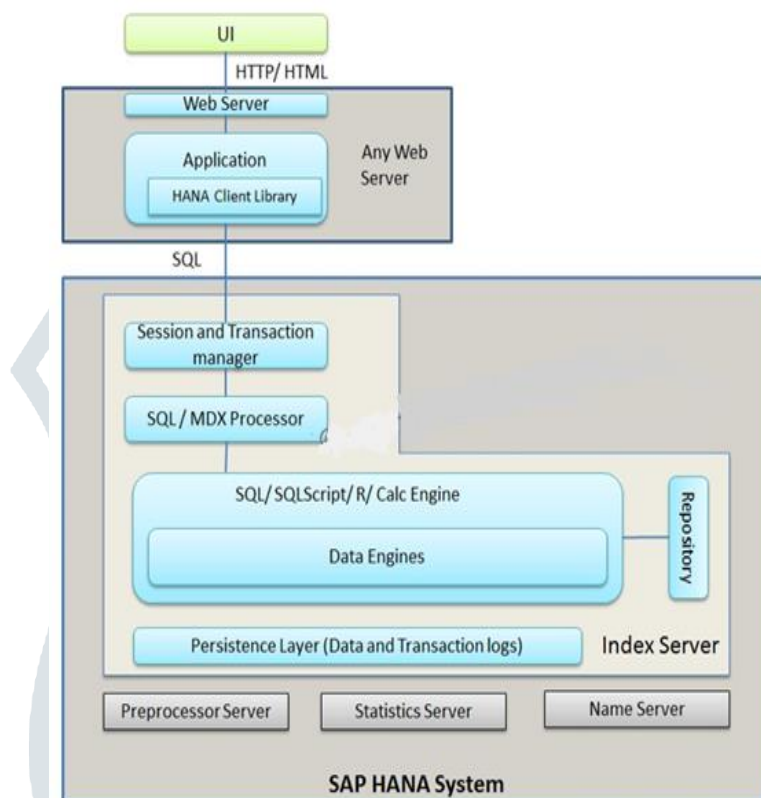 UI
HTTP/ HTML
Web Server
Application
HANA Client Library
Any Web
Server
SQL
Session and Transaction
manager
SQL / MDX Processor
SQL/ SQLScript/ R/ Calc Engine
Data Engines
Repository
Persistence Layer (Data and Transaction logs)
Index Server
Preprocessor Server
Statistics Server
Name Server
SAP HANA System